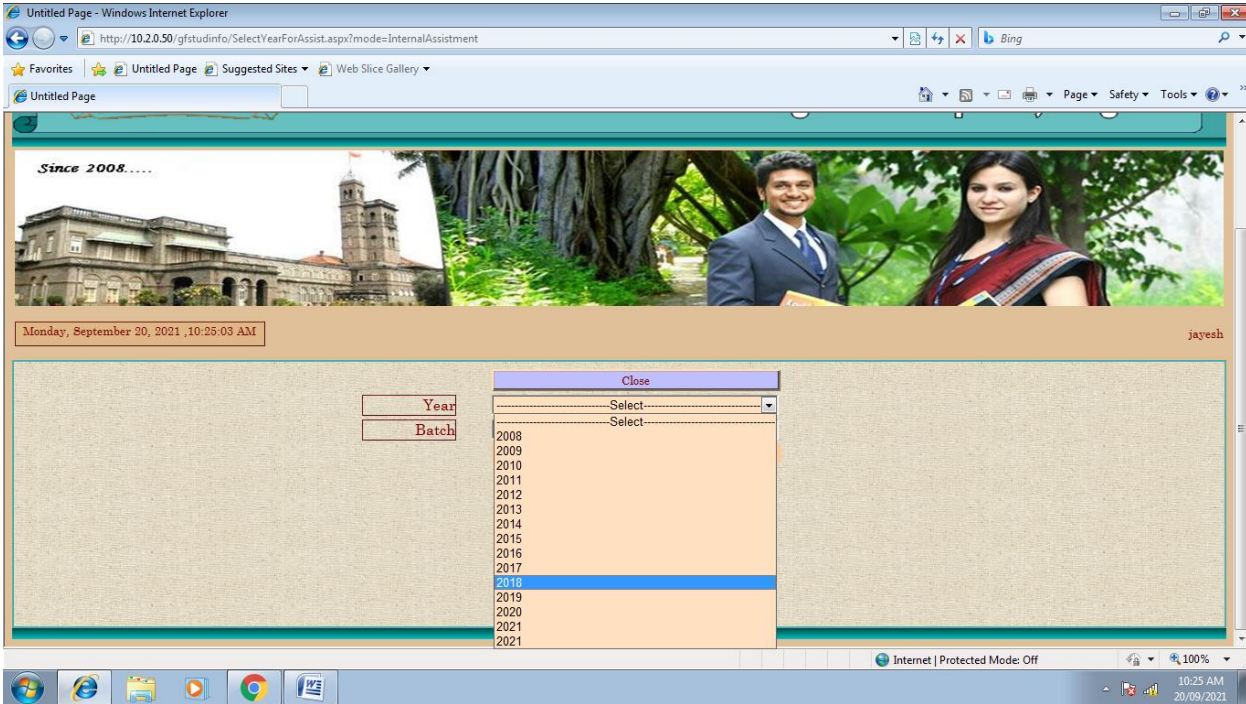 Untitled Page - Windows Internet Explorer
http://10.2.0.50/gfstudinfo/SelectYearForAssist.aspx?mode=InternalAssistment
Bing
Favorites Untitled Page Suggested Sites Web Slice Gallery
Untitled Page
Page Safety Tools
Since 2008.....
Monday, September 20, 2021 ,10:25:03 AM
jayesh
Close
Year
---Select---
Batch
---Select---
2008
2009
2010
2011
2012
2013
2014
2015
2016
2017
2018
2019
2020
2021
2021
Internet | Protected Mode: Off
100%
10:25 AM
20/09/2021